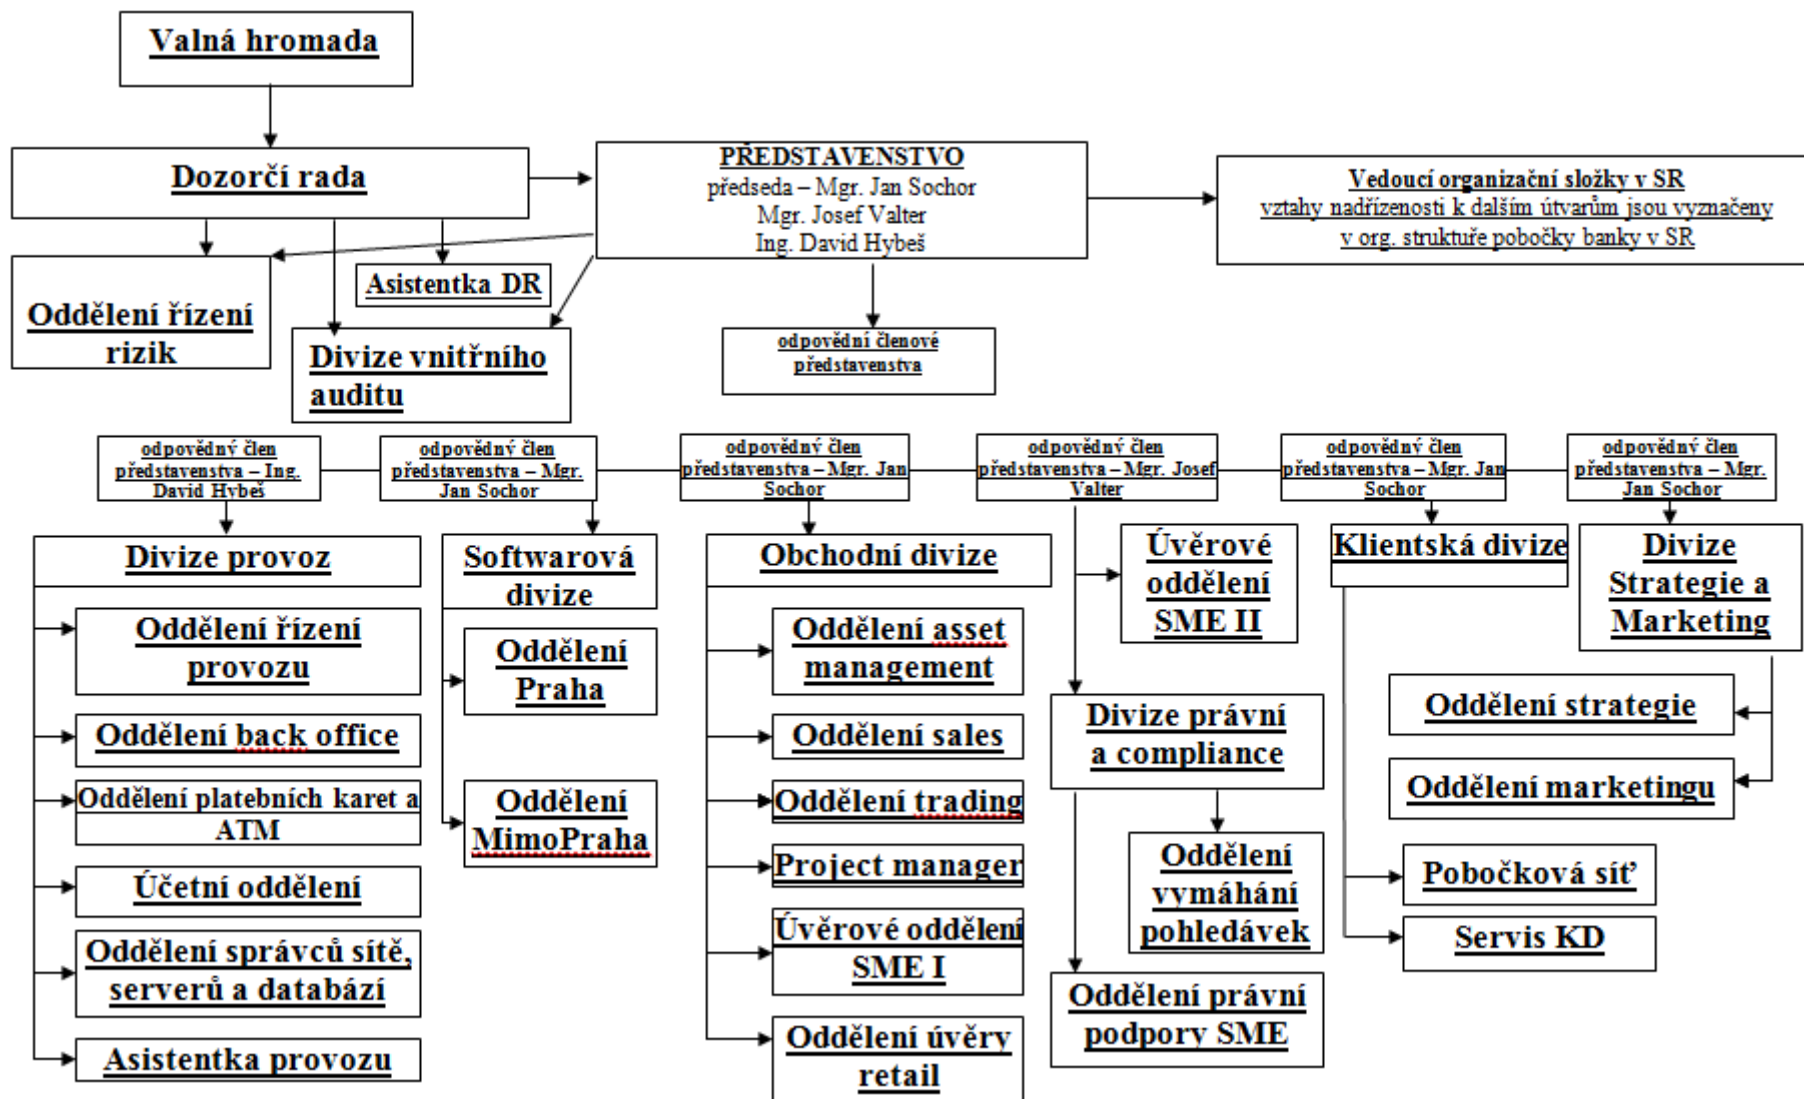 Valná hromada
Dozorčí rada
PŘEDSTAVENSTVO
předseda – Mgr. Jan Sochor
Mgr. Josef Valter
Ing. David Hybeš
Vedoucí organizační složky v SR
vztahy nadřízenosti k dalším útvarům jsou vyznačeny
v org. struktuře pobočky banky v SR
Oddělení řízení
rizik
Asistentka DR
Divize vnitřního
auditu
odpovědní členové
představenstva
odpovědný člen
představenstva – Ing.
David Hybeš
odpovědný člen
představenstva – Mgr.
Jan Sochor
odpovědný člen
představenstva – Mgr. Jan
Sochor
odpovědný člen
představenstva – Mgr. Josef
Valter
odpovědný člen
představenstva – Mgr. Jan
Sochor
odpovědný člen
představenstva – Mgr.
Jan Sochor
Divize provoz
Oddělení řízení
provozu
Oddělení back office
Oddělení platebních karet a
ATM
Účetní oddělení
Oddělení správců sítě,
serverů a databází
Asistentka provozu
Softwarová
divize
Oddělení
Praha
Oddělení
MimoPraha
Obchodní divize
Oddělení asset
management
Oddělení sales
Oddělení trading
Project manager
Úvěrové oddělení
SME I
Oddělení úvěry
retail
Úvěrové
oddělení
SME II
Divize právní
a compliance
Oddělení
vymáhání
pohledávek
Oddělení právní
podpory SME
Klientská divize
Pobočková síť
Servis KD
Divize
Strategie a
Marketing
Oddělení strategie
Oddělení marketingu